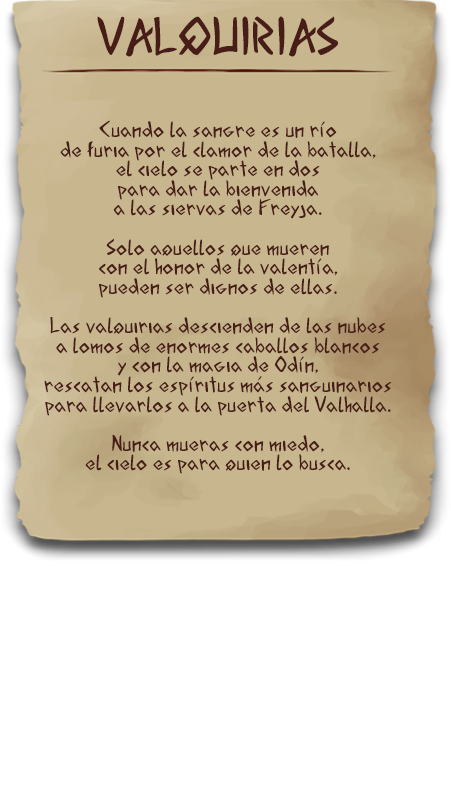 VALQUIRIAS
Cuando la sangre es un río
de furia por el clamor de la batalla,
el cielo se parte en dos
para dar la bienvenida
a las siervas de Freyja.
Solo aquellos que mueren
con el honor de la valentía,
pueden ser dignos de ellas.
Las valquirias descienden de las nubes
a lomos de enormes caballos blancos
y con la magia de Odín,
rescatan los espíritus más sanguinarios
para llevarlos a la puerta del Valhalla.
Nunca mueras con miedo,
el cielo es para quien lo busca.